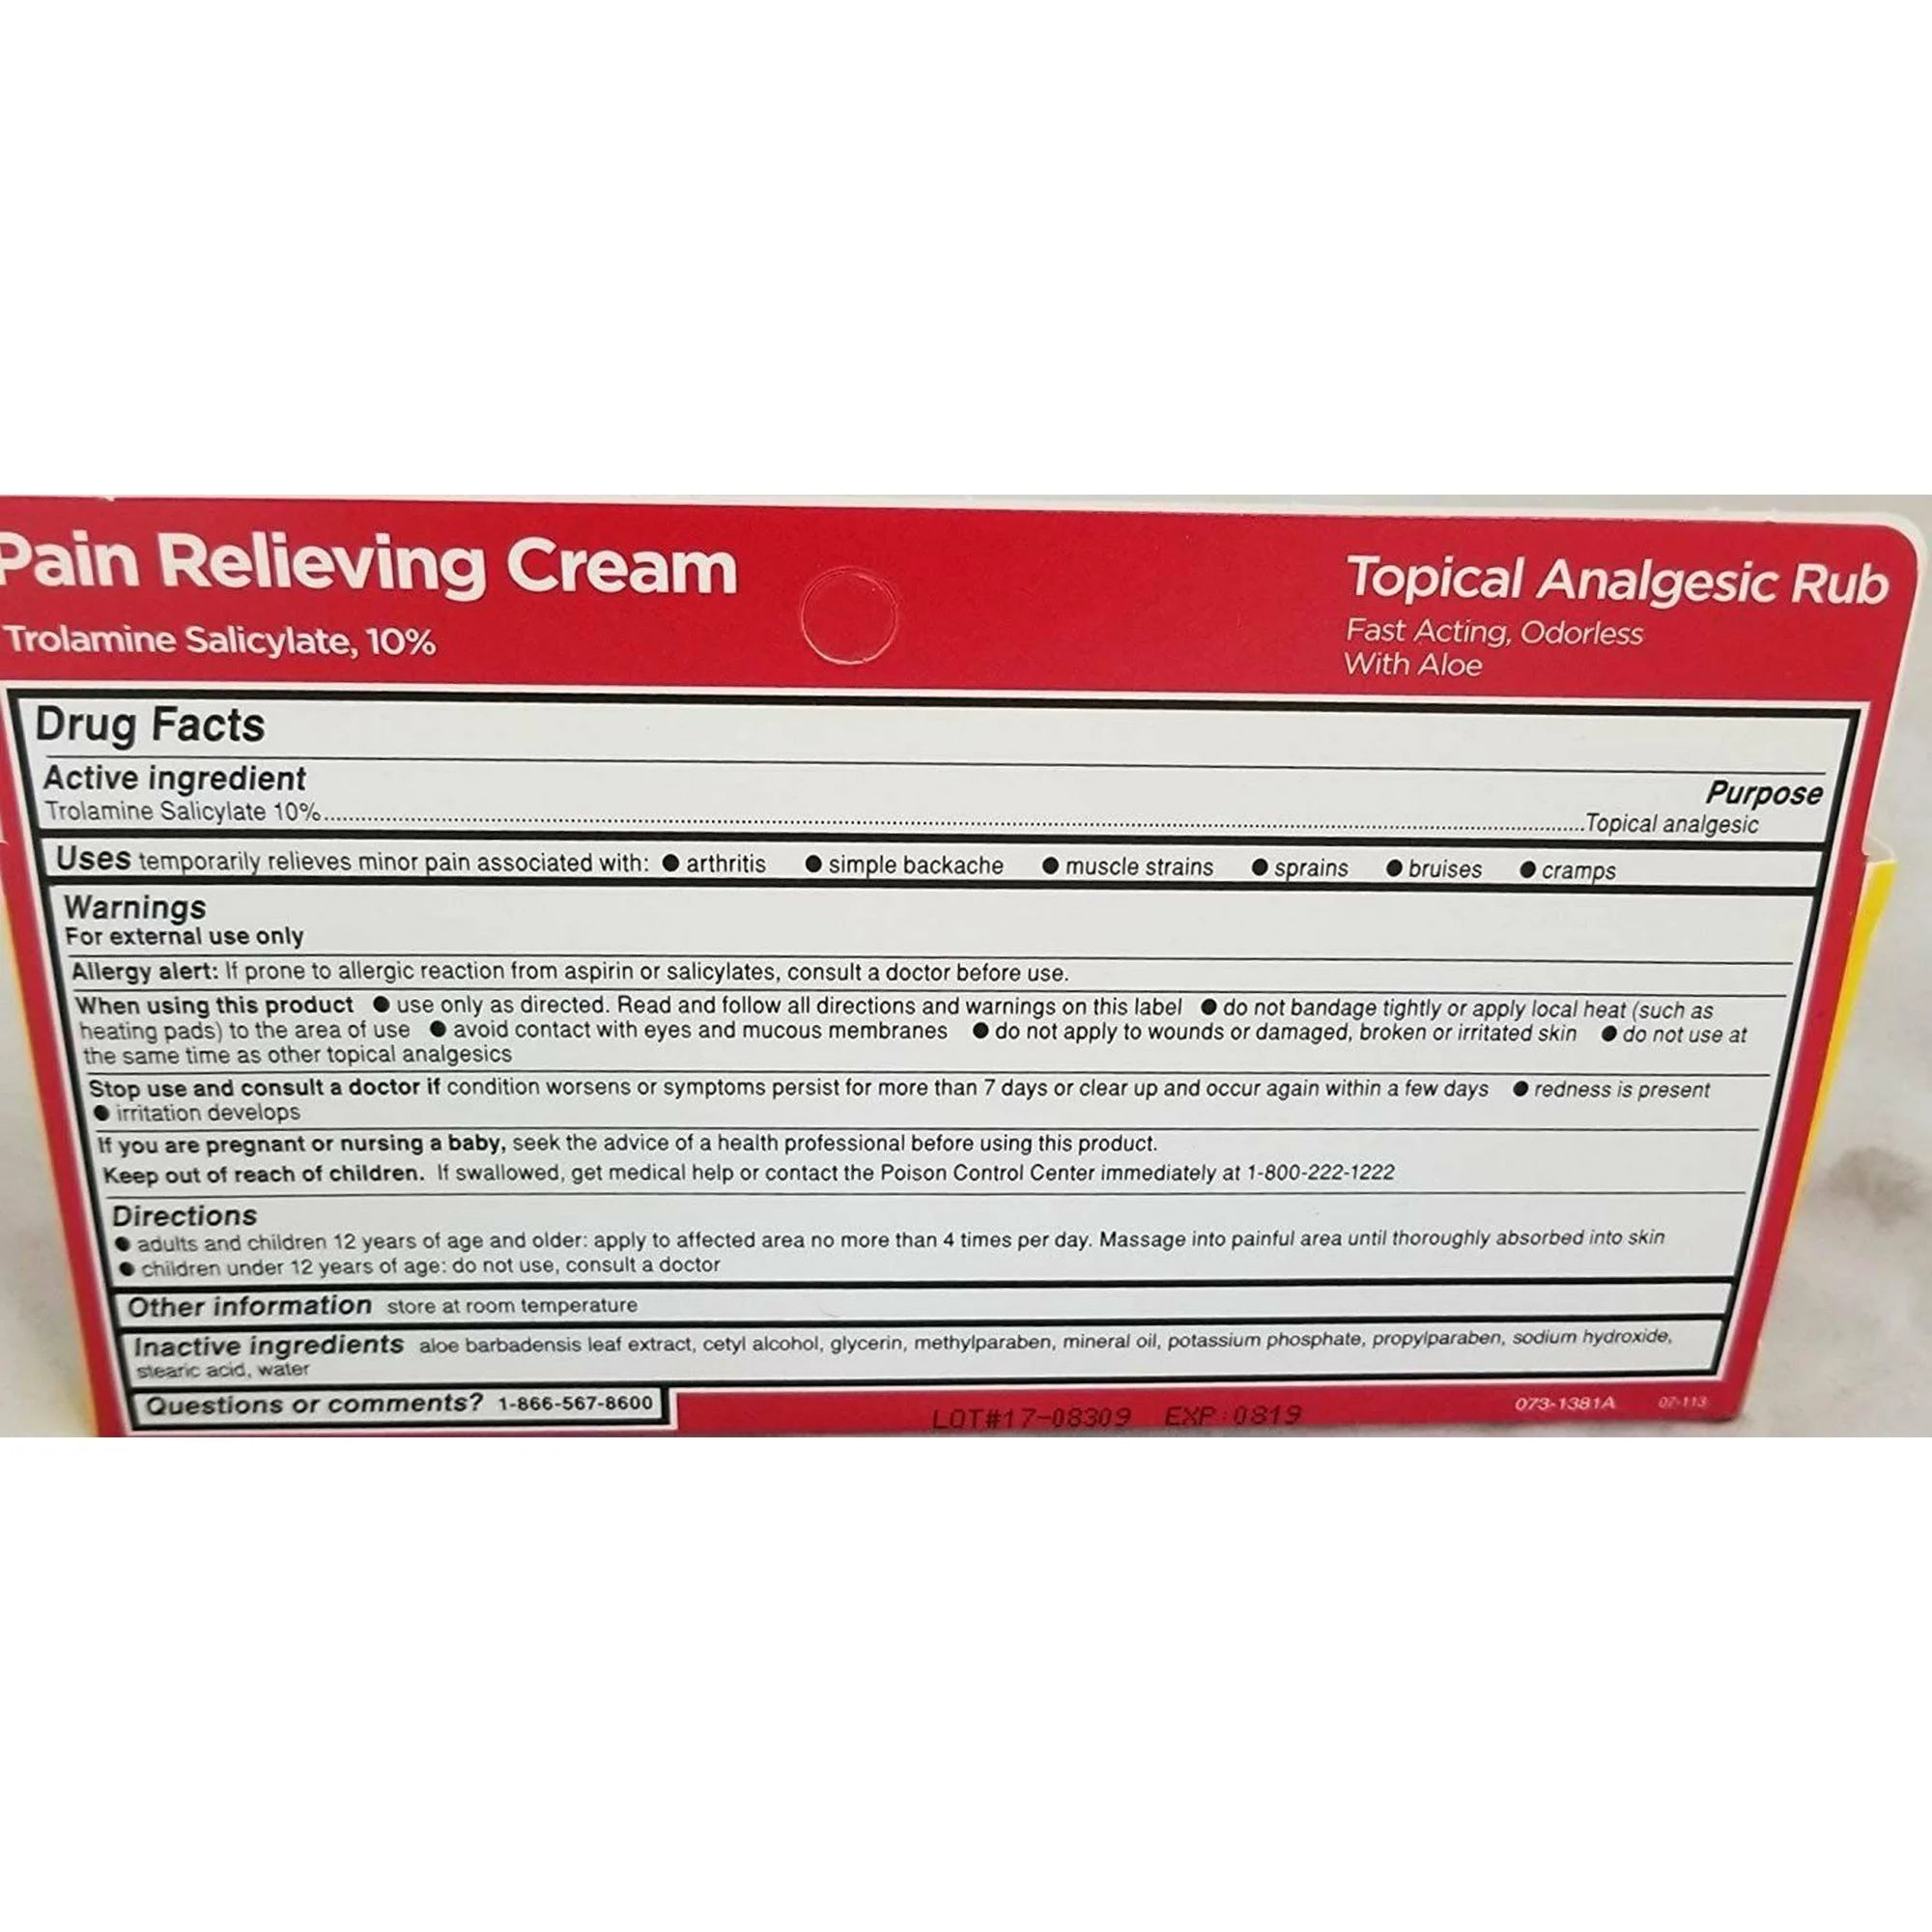 Pain Relieving Cream
Trolamine Salicylate, 10%
Topical Analgesic Rub
Fast Acting, Odorless
With Aloe
Drug Facts
Active ingredient Purpose
Trolamine Salicylate 10%................Topical analgesic
Uses temporarily relieves minor pain associated with: ● arthritis ● simple backache ● muscle strains ● sprains ● bruises ● cramps
Warnings
For external use only
Allergy alert: If prone to allergic reaction from aspirin or salicylates, consult a doctor before use.
When using this product ● use only as directed. Read and follow all directions and warnings on this label ● do not bandage tightly or apply local heat (such as
heating pads) to the area of use ● avoid contact with eyes and mucous membranes ● do not apply to wounds or damaged, broken or irritated skin ● do not use at
the same time as other topical analgesics
Stop use and consult a doctor if condition worsens or symptoms persist for more than 7 days or clear up and occur again within a few days ● redness is present
● irritation develops
If you are pregnant or nursing a baby, seek the advice of a health professional before using this product.
Keep out of reach of children. If swallowed, get medical help or contact the Poison Control Center immediately at 1-800-222-1222
Directions
● adults and children 12 years of age and older: apply to affected area no more than 4 times per day. Massage into painful area until thoroughly absorbed into skin
● children under 12 years of age: do not use, consult a doctor
Other information store at room temperature
Inactive ingredients aloe barbadensis leaf extract, cetyl alcohol, glycerin, methylparaben, mineral oil, potassium phosphate, propylparaben, sodium hydroxide,
stearic acid, water
Questions or comments? 1-866-567-8600
LOT#17-08309 EXP:0819
073-1381A 07-113